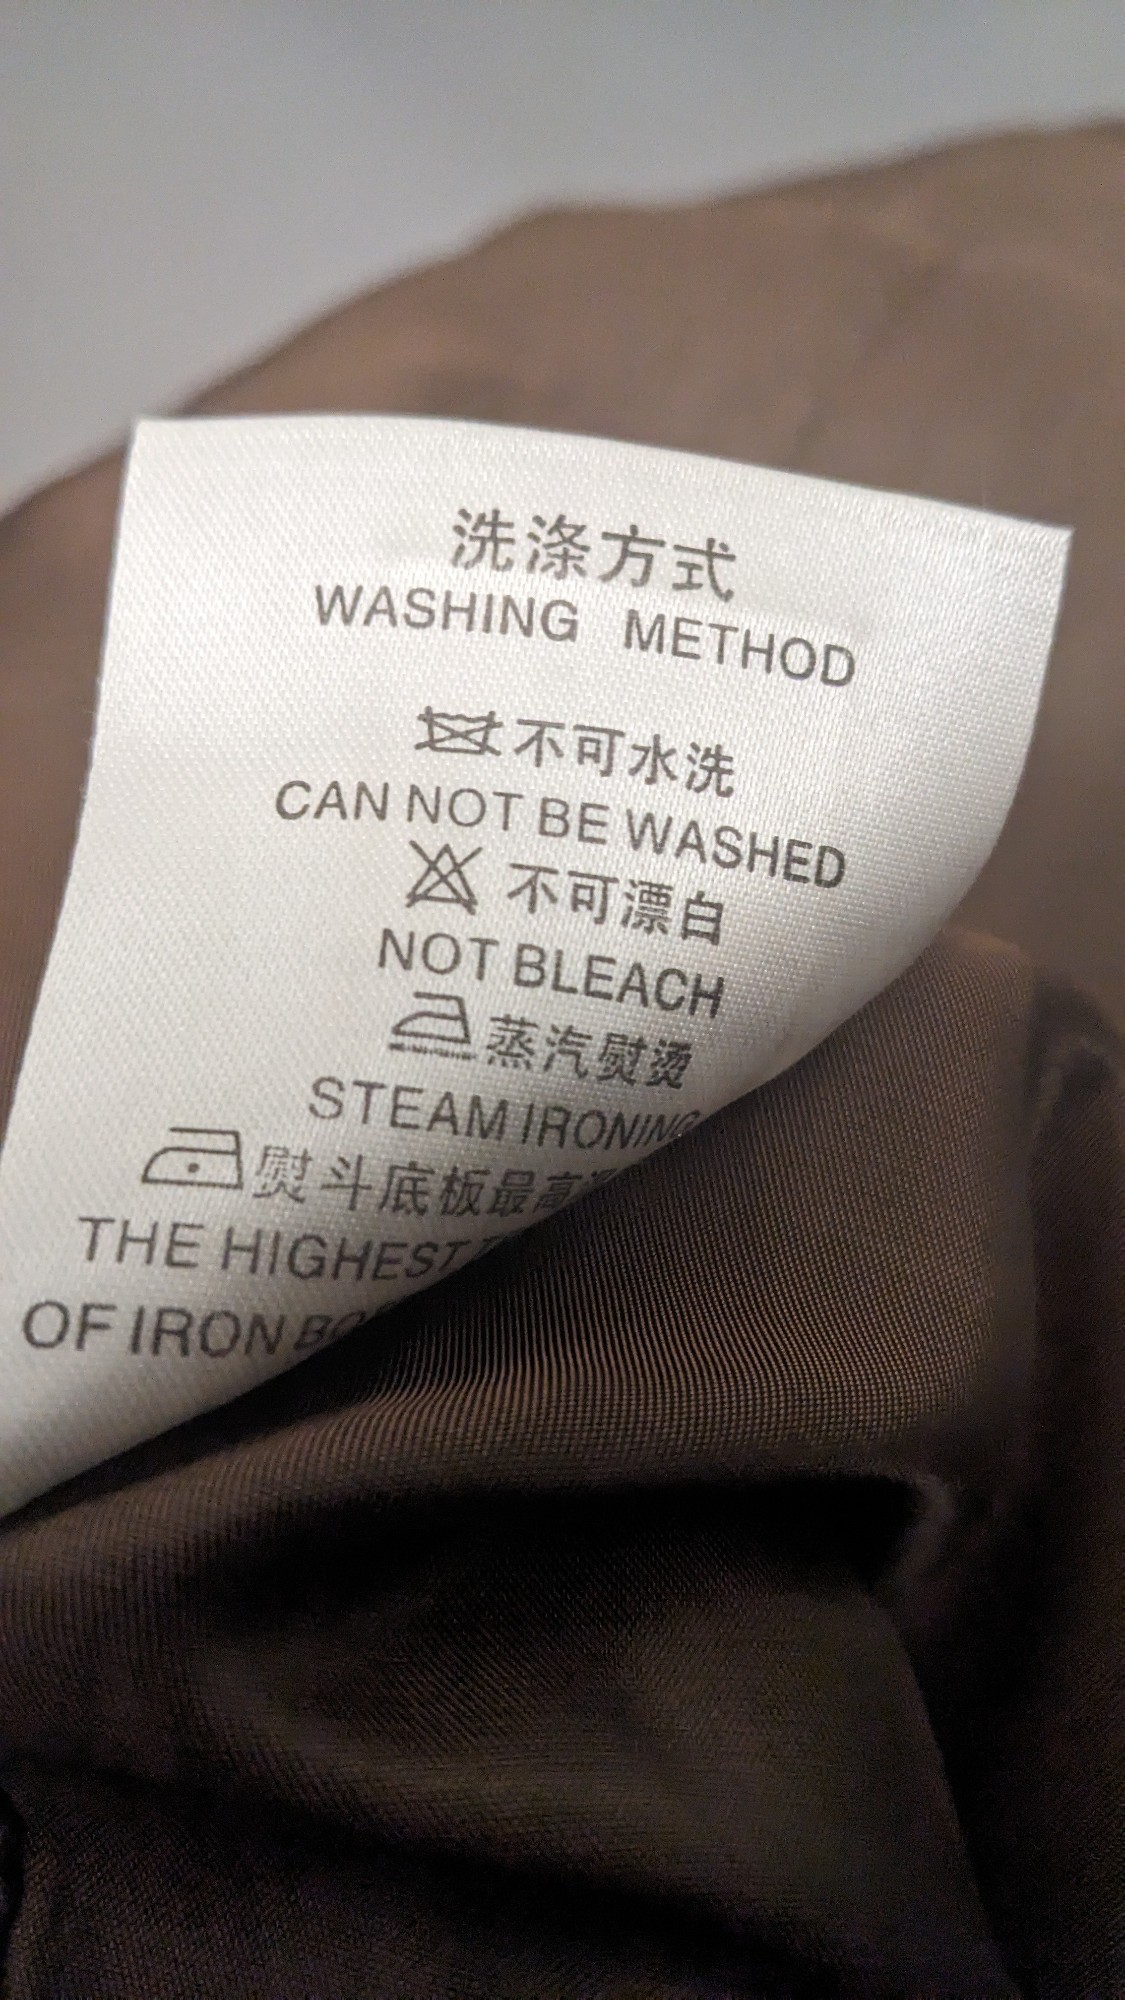 洗涤方式
WASHING METHOD
不可水洗
CAN NOT BE WASHED
不可漂白
NOT BLEACH
蒸汽熨烫
STEAM IRONING
熨斗底板最高
THE HIGHEST
OF IRON